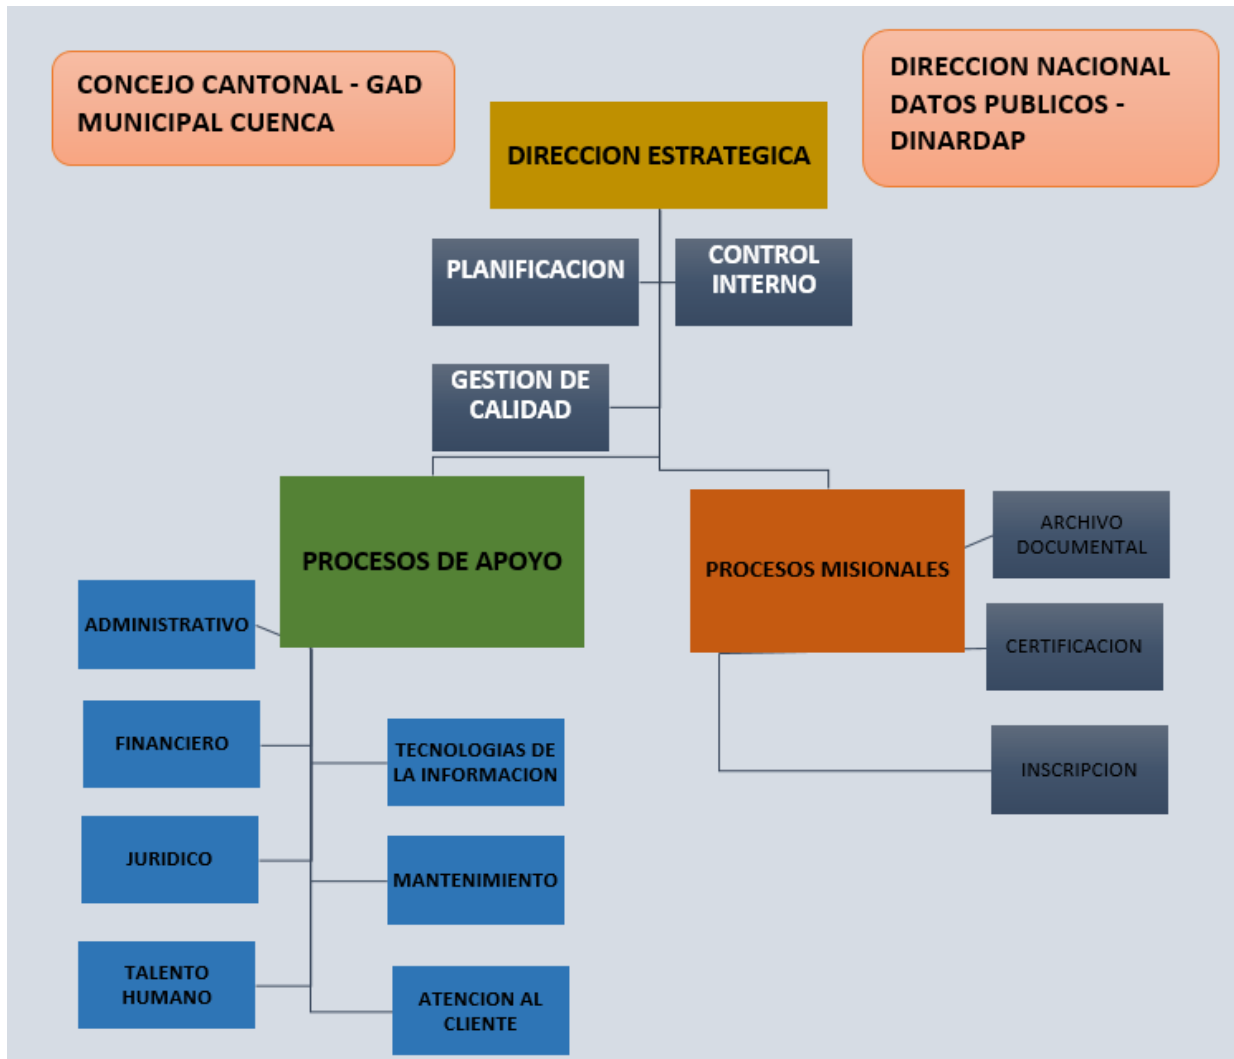 CONCEJO CANTONAL - GAD
MUNICIPAL CUENCA
DIRECCION NACIONAL
DATOS PUBLICOS -
DINARDAP
DIRECCION ESTRATEGICA
PLANIFICACION
CONTROL
INTERNO
GESTION DE
CALIDAD
PROCESOS DE APOYO
PROCESOS MISIONALES
ARCHIVO
DOCUMENTAL
CERTIFICACION
INSCRIPCION
ADMINISTRATIVO
FINANCIERO
JURIDICO
TALENTO
HUMANO
TECNOLOGIAS DE
LA INFORMACION
MANTENIMIENTO
ATENCION AL
CLIENTE